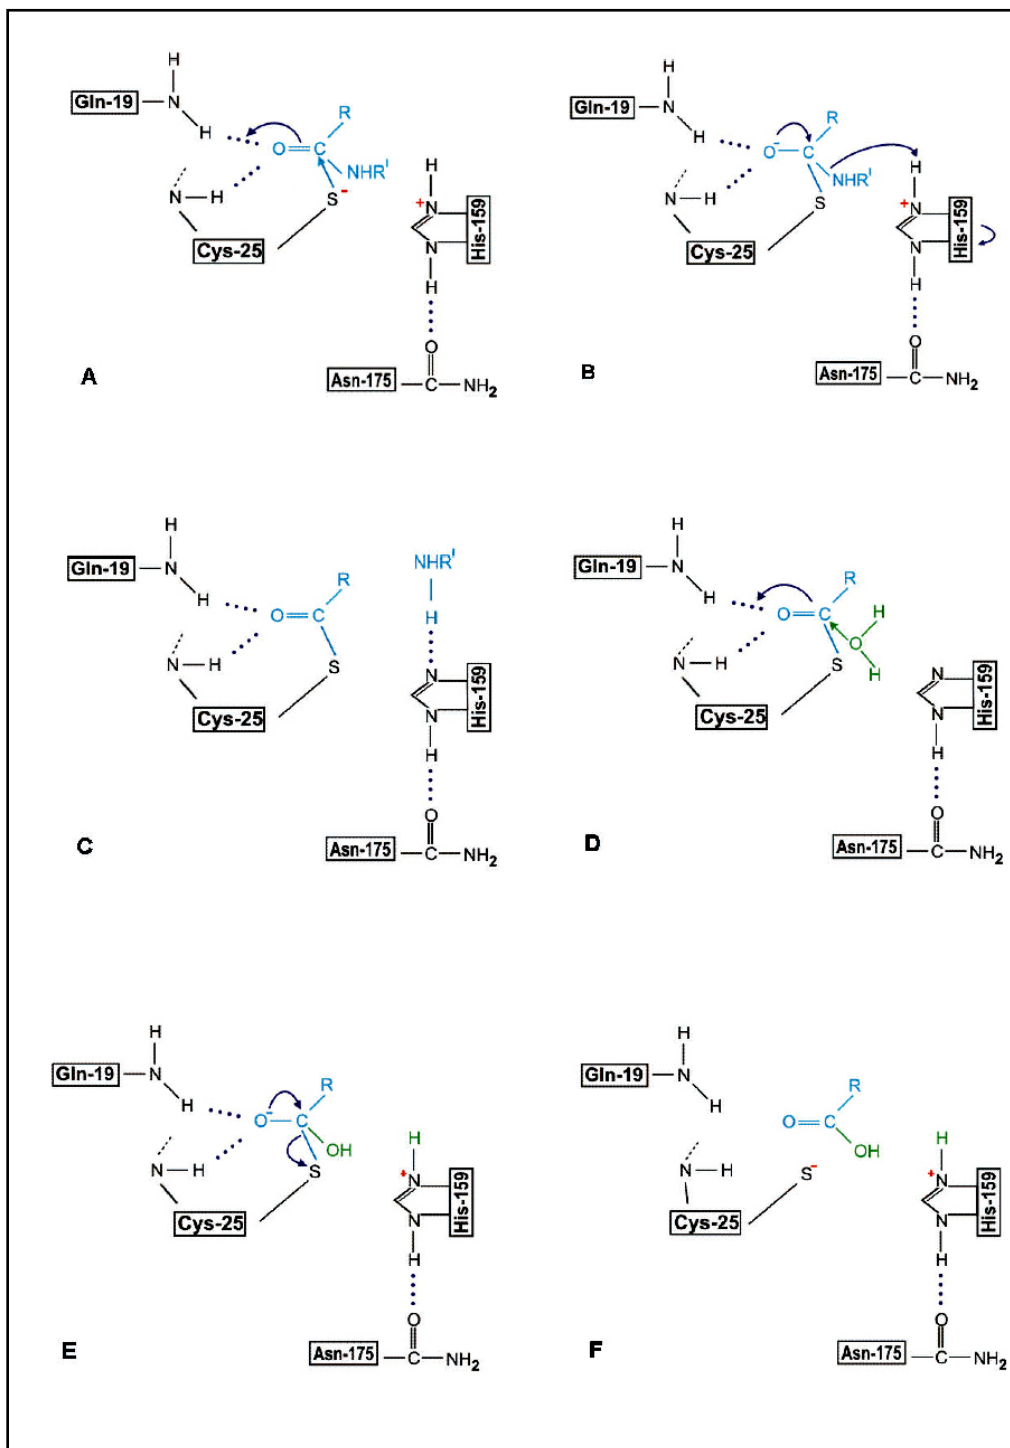 H
Gln-19 N
H
R
O C
NHR'
N H
S -
Cys-25
H
+ N
His-159
N
H
O
A
Asn-175 C NH2
H
Gln-19 N
H
R
O- C
NHR'
N H
S
Cys-25
H
+ N
His-159
N
H
O
B
Asn-175 C NH2
H
Gln-19 N
H
R
O C
N H
S
Cys-25
NHR'
H
N
His-159
N
H
O
C
Asn-175 C NH2
H
Gln-19 N
H
R
O C
H
O
H
N H
S
Cys-25
N
His-159
N
H
O
D
Asn-175 C NH2
H
Gln-19 N
H
R
O- C
OH
N H
S
Cys-25
H
+ N
His-159
N
H
O
E
Asn-175 C NH2
H
Gln-19 N
H
R
O C
OH
N H
S -
Cys-25
H
+ N
His-159
N
H
O
F
Asn-175 C NH2